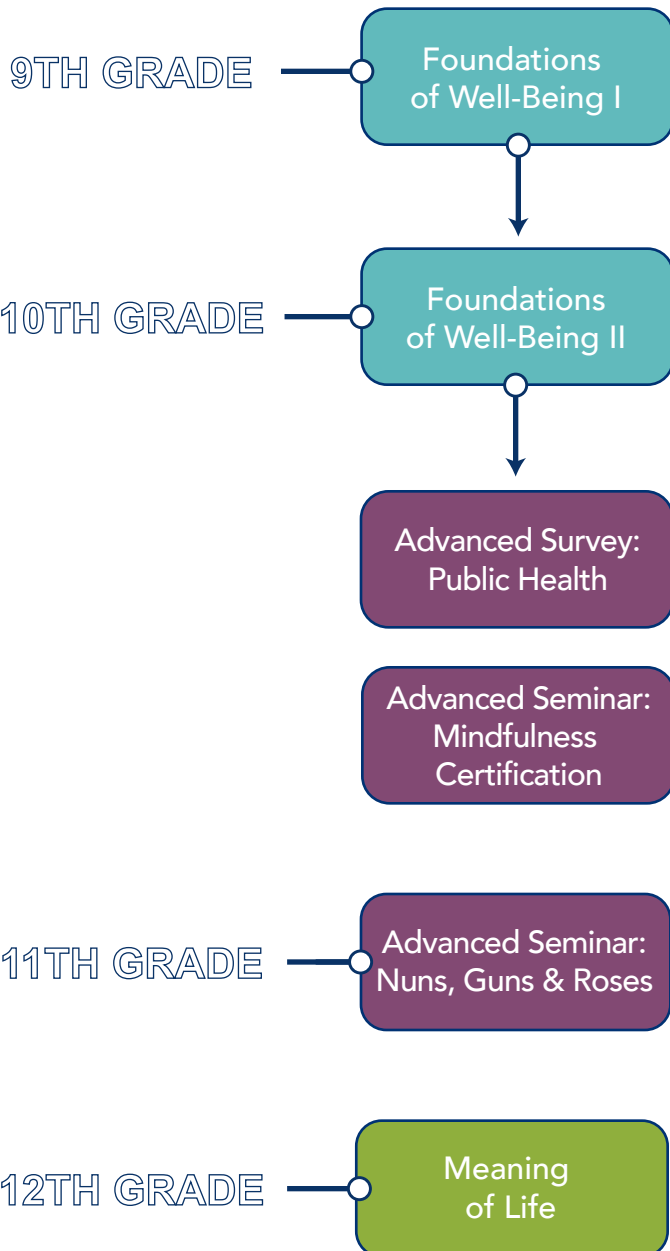 9TH GRADE
Foundations
of Well-Being I
10TH GRADE
Foundations
of Well-Being II
Advanced Survey:
Public Health
Advanced Seminar:
Mindfulness
Certification
11TH GRADE
Advanced Seminar:
Nuns, Guns & Roses
12TH GRADE
Meaning
of Life